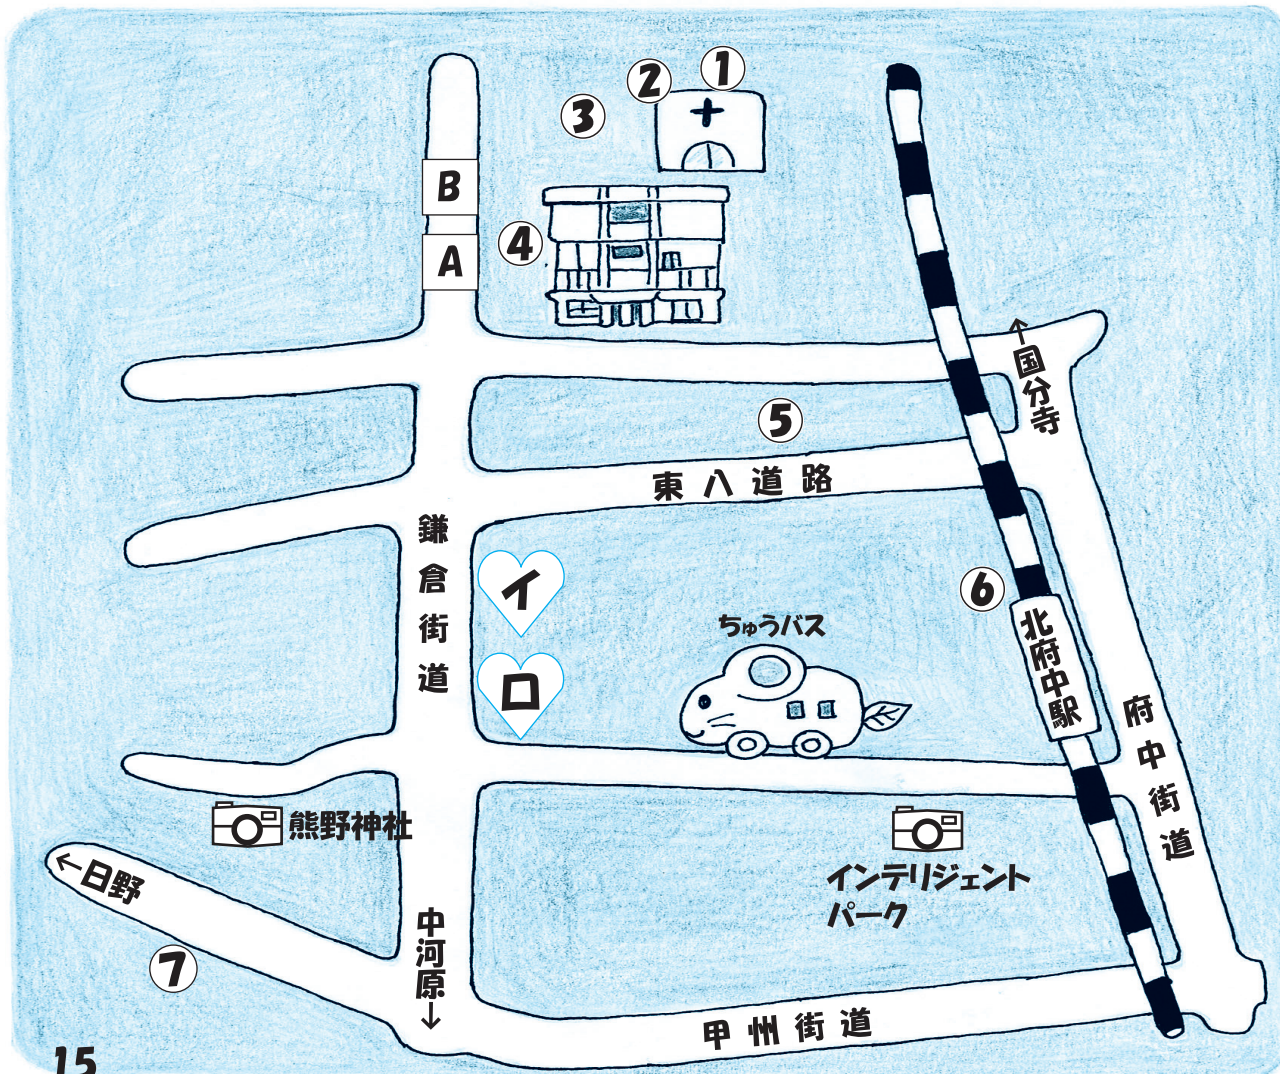 1
2
3
B
A
4
↑国分寺
5
東八道路
鎌倉街道
イ
6
ちゅうバス
北府中駅
ロ
府中街道
熊野神社
インテリジェント
パーク
←日野
中河原↓
7
甲州街道
15